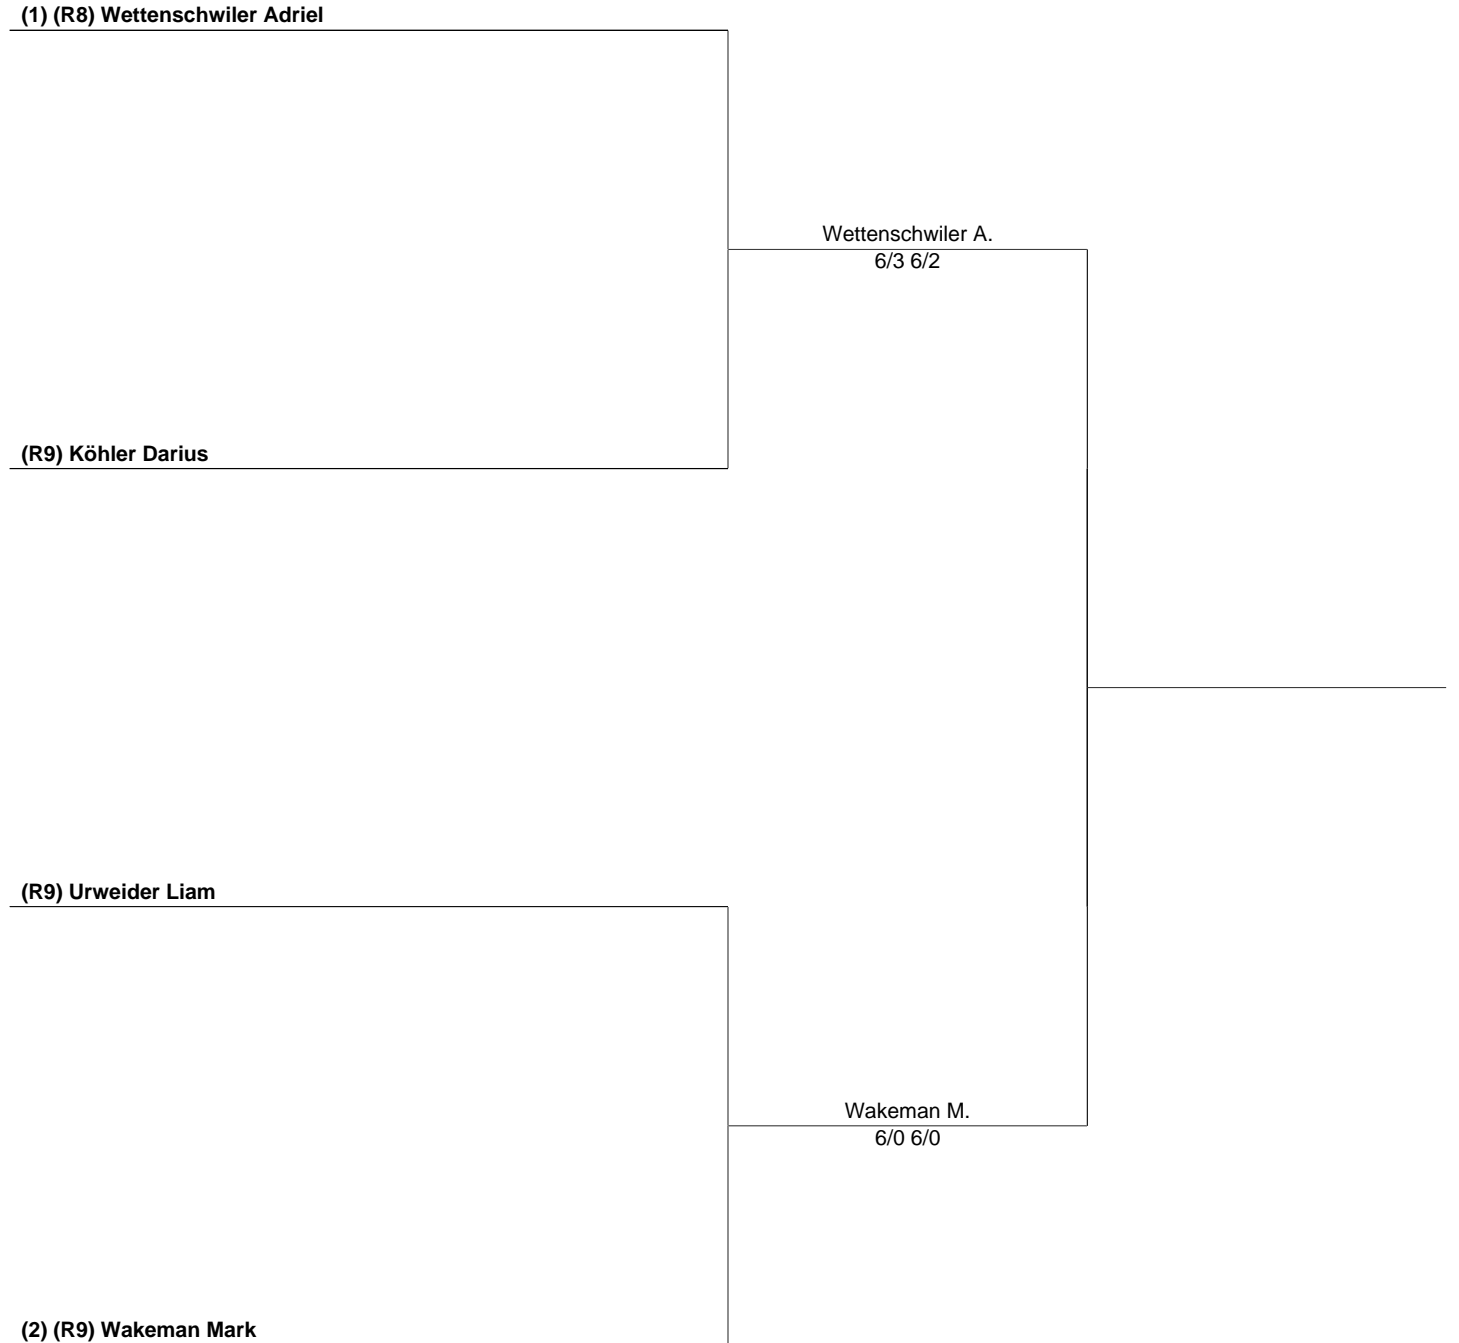 (1) (R8) Wettenschwiler Adriel
Wettenschwiler A.
6/3 6/2
(R9) Köhler Darius
(R9) Urweider Liam
Wakeman M.
6/0 6/0
(2) (R9) Wakeman Mark